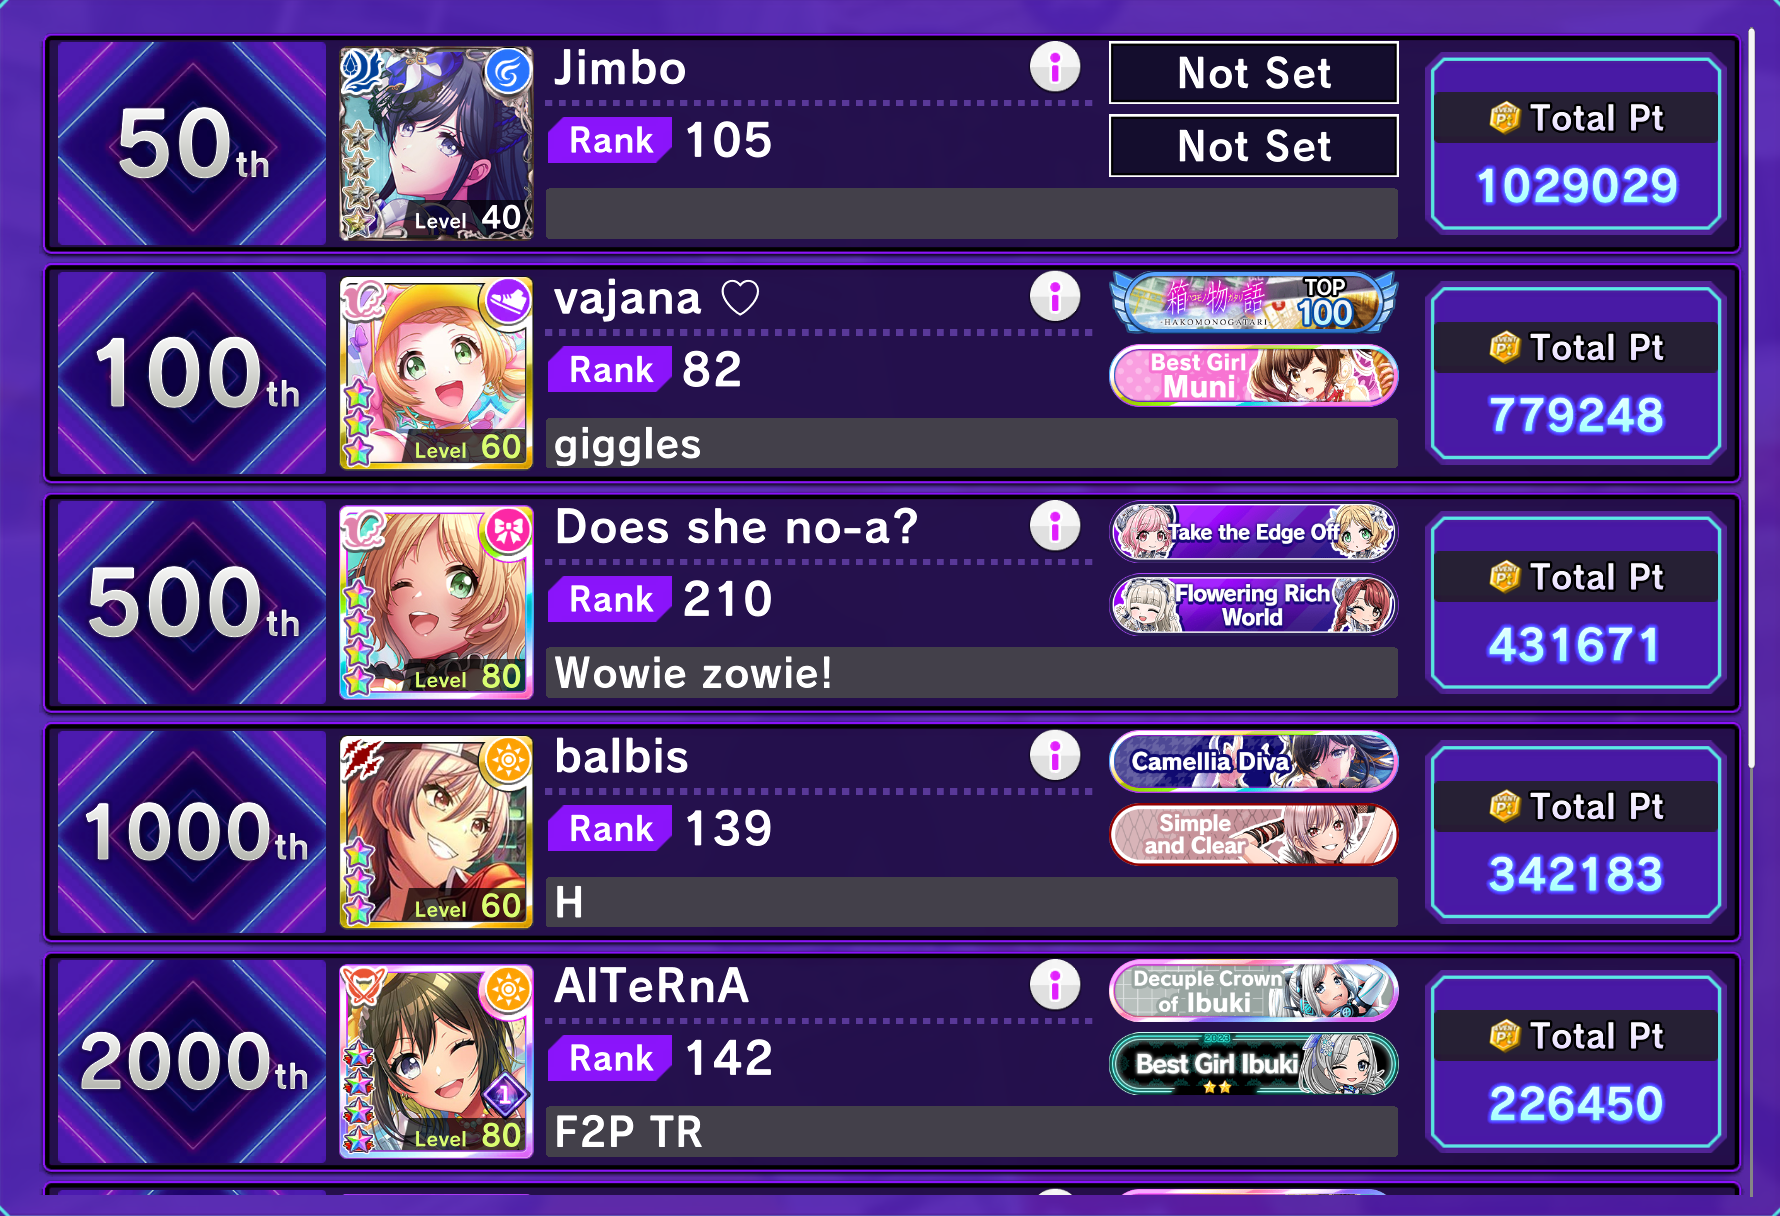 50th
Jimbo
Not Set
Rank 105
Not Set
Level 40
Total Pt
1029029
100th
vajana ♡
箱物語
HAKOMONOGATARI
TOP
100
Rank 82
Best Girl
Muni
Level 60
giggles
Total Pt
779248
500th
Does she no-a?
Take the Edge Off
Rank 210
Flowering Rich
World
Level 80
Wowie zowie!
Total Pt
431671
1000th
balbis
Camellia Diva
Rank 139
Simple
and Clear
Level 60
H
Total Pt
342183
2000th
AlTeRnA
Decuple Crown
of Ibuki
Rank 142
2023
Best Girl Ibuki
1
Level 80
F2P TR
Total Pt
226450